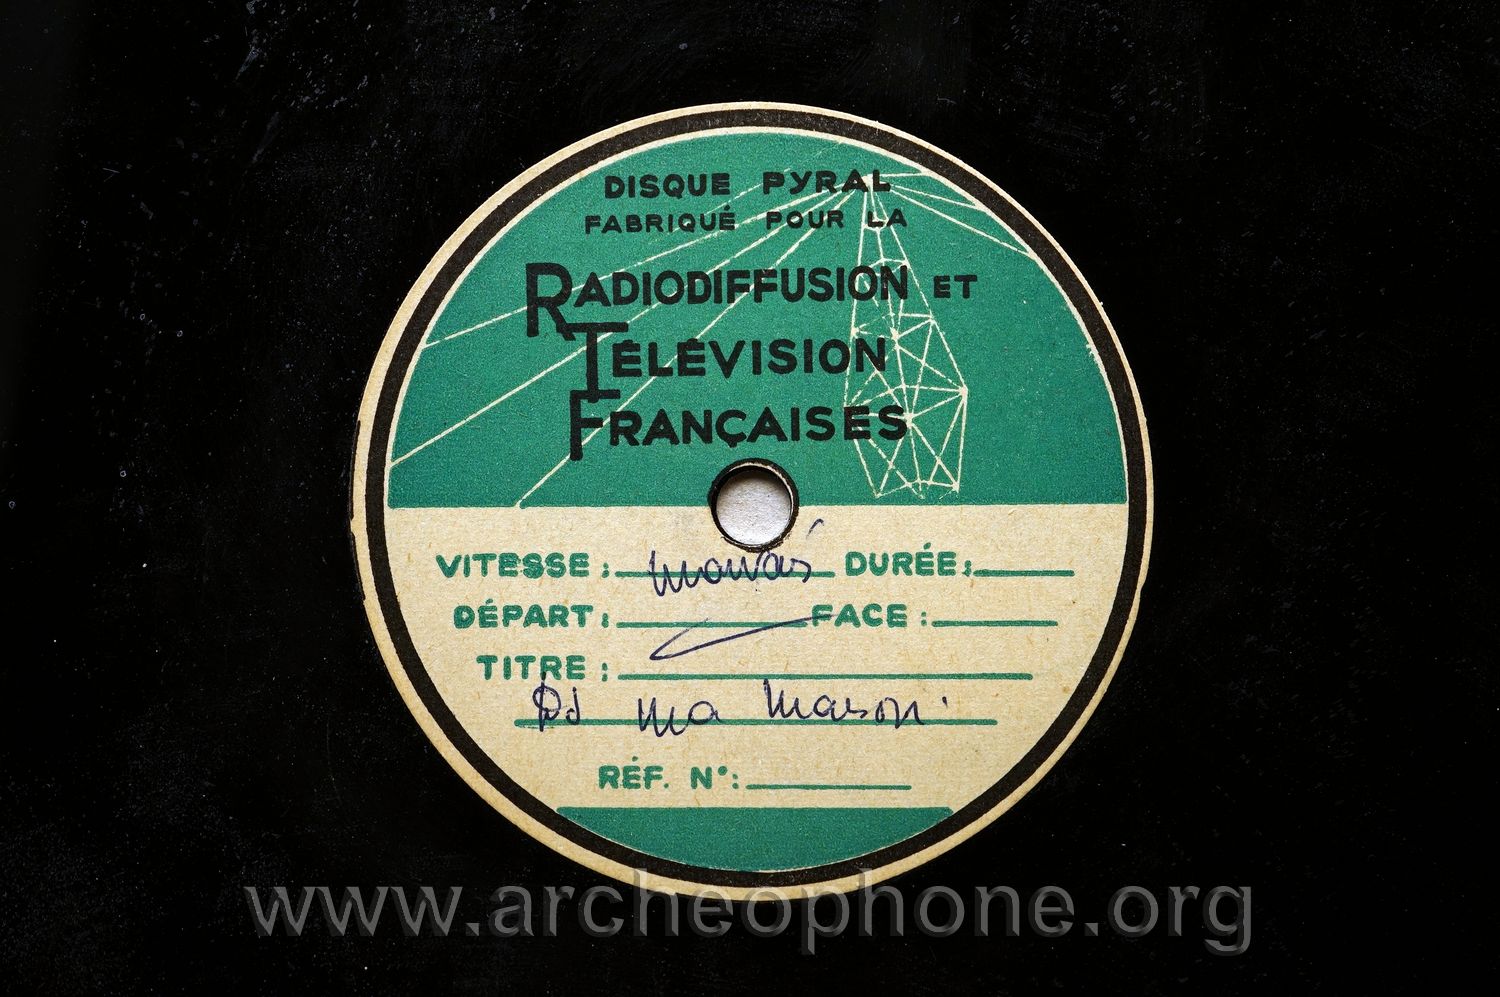 DISQUE PYRAL
FABRIQUÉ POUR LA
RADIODIFFUSION ET
TÉLÉVISION
FRANÇAISES
VITESSE : mauvais DURÉE :
DÉPART : FACE :
TITRE :
ma maison
RÉF. N° :
www.archeophone.org